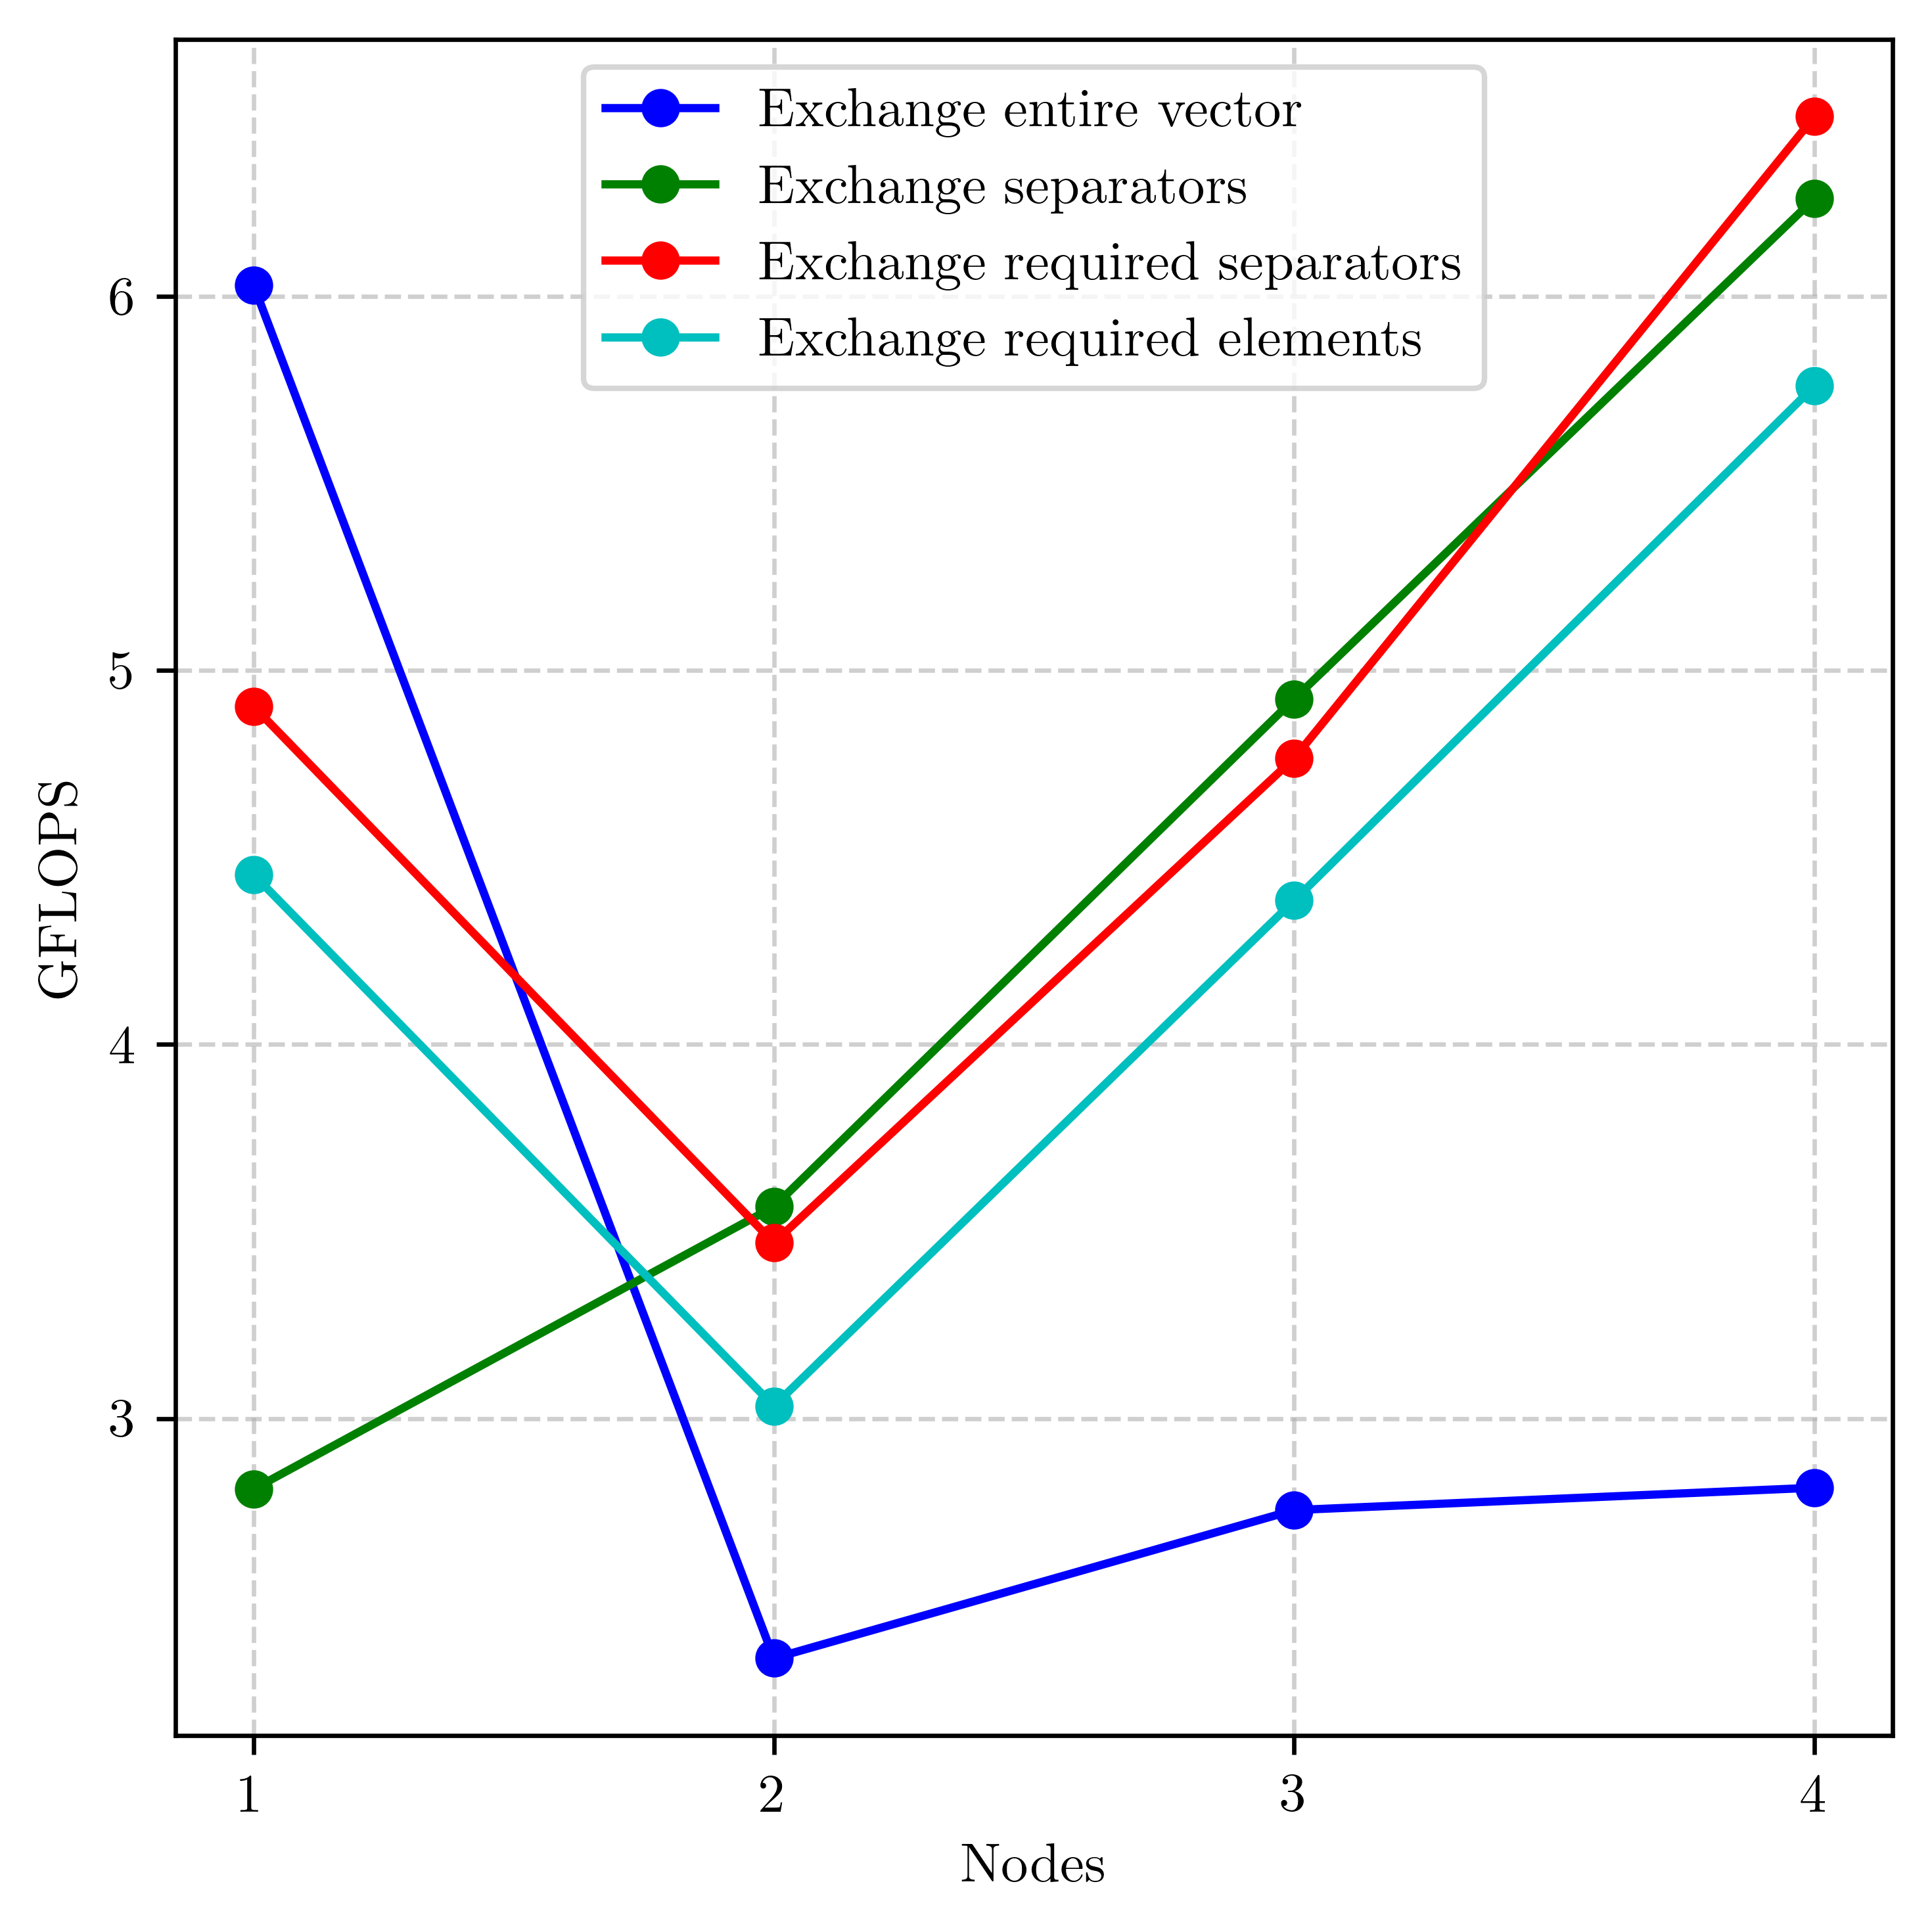 Exchange entire vector
Exchange separators
Exchange required separators
Exchange required elements
6
5
4
3
GFLOPS
1 2 3 4
Nodes